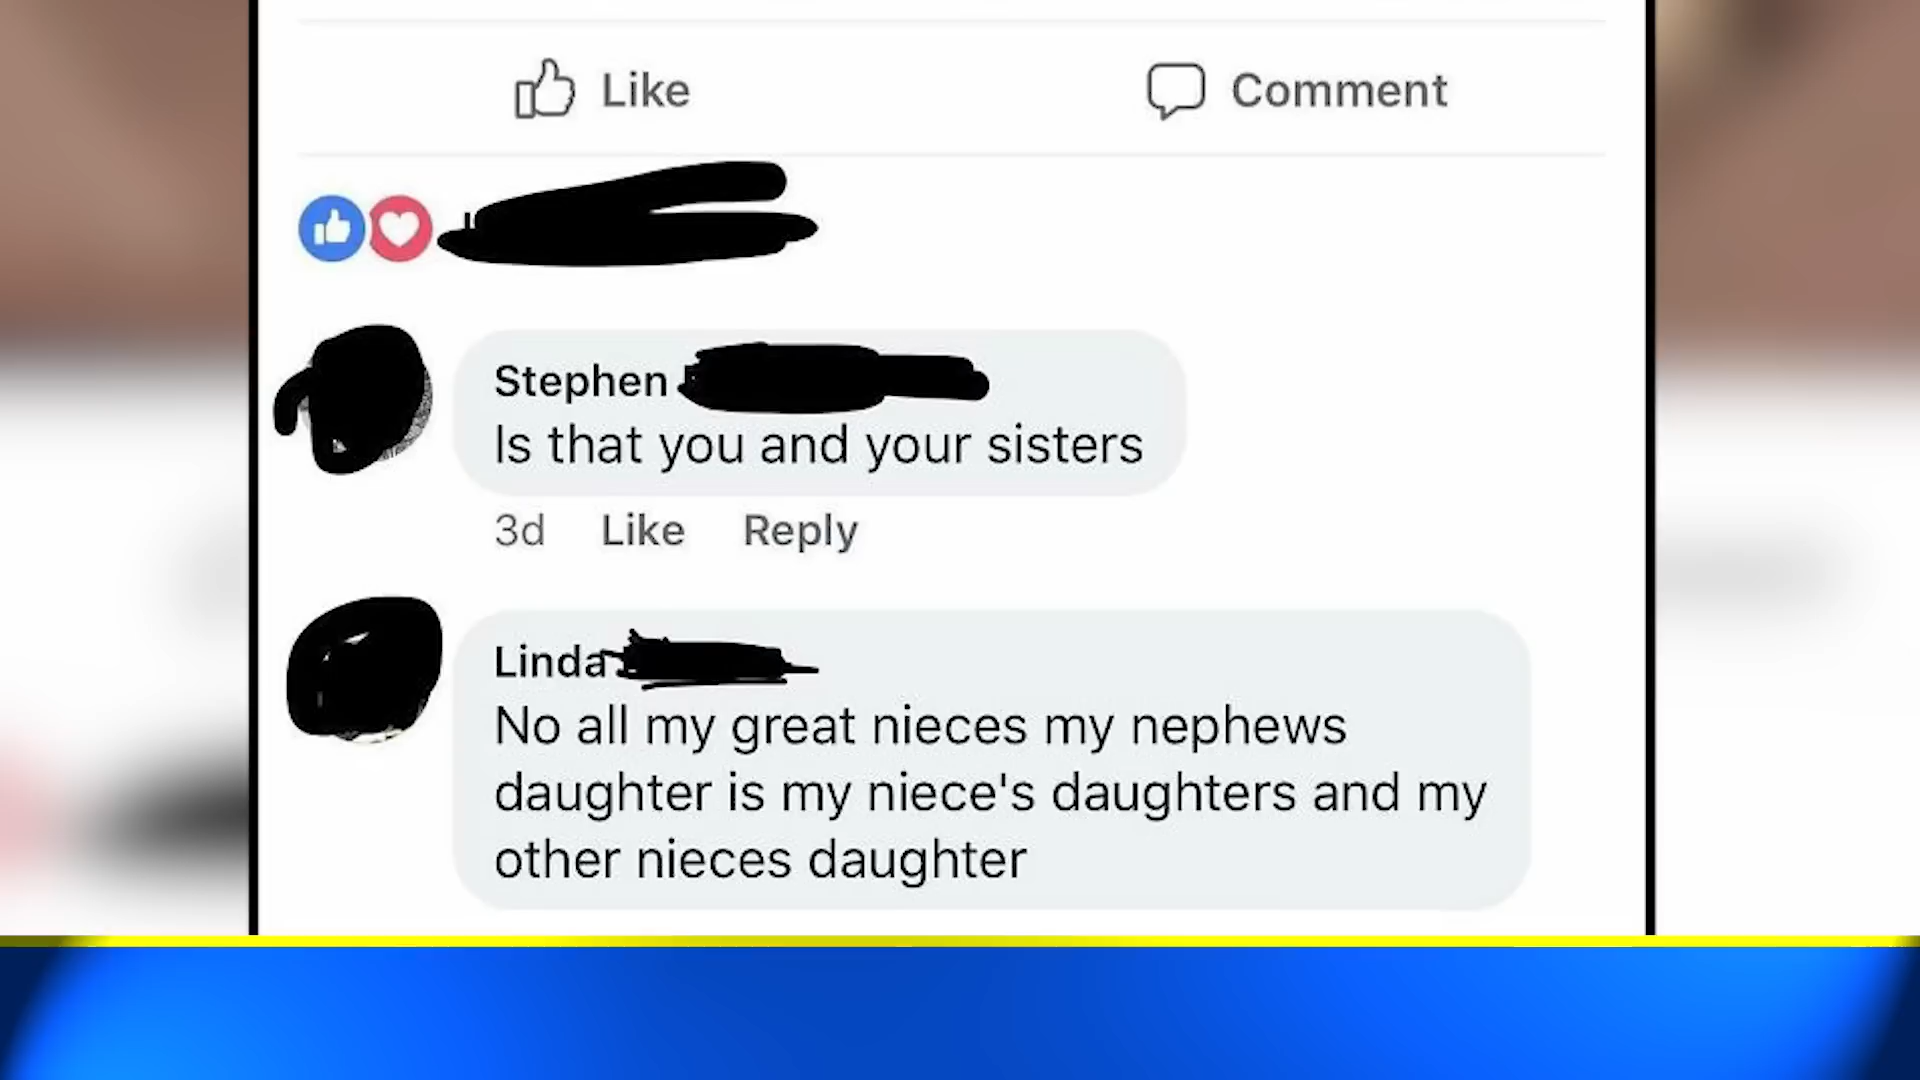 Like
Comment
Stephen
Is that you and your sisters
3d Like Reply
Linda
No all my great nieces my nephews
daughter is my niece's daughters and my
other nieces daughter